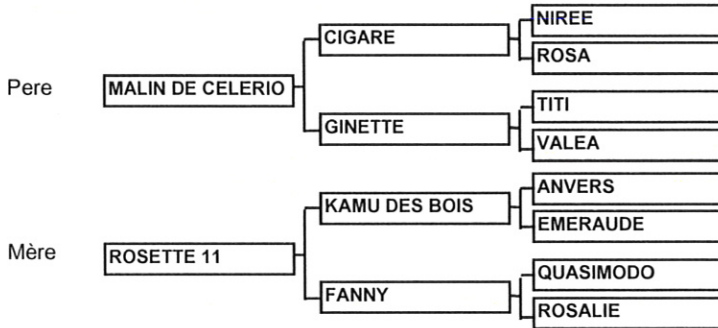 NIREE
CIGARE
ROSA
Pere
MALIN DE CELERIO
TITI
GINETTE
VALEA
ANVERS
KAMU DES BOIS
EMERAUDE
Mère
ROSETTE 11
QUASIMODO
FANNY
ROSALIE